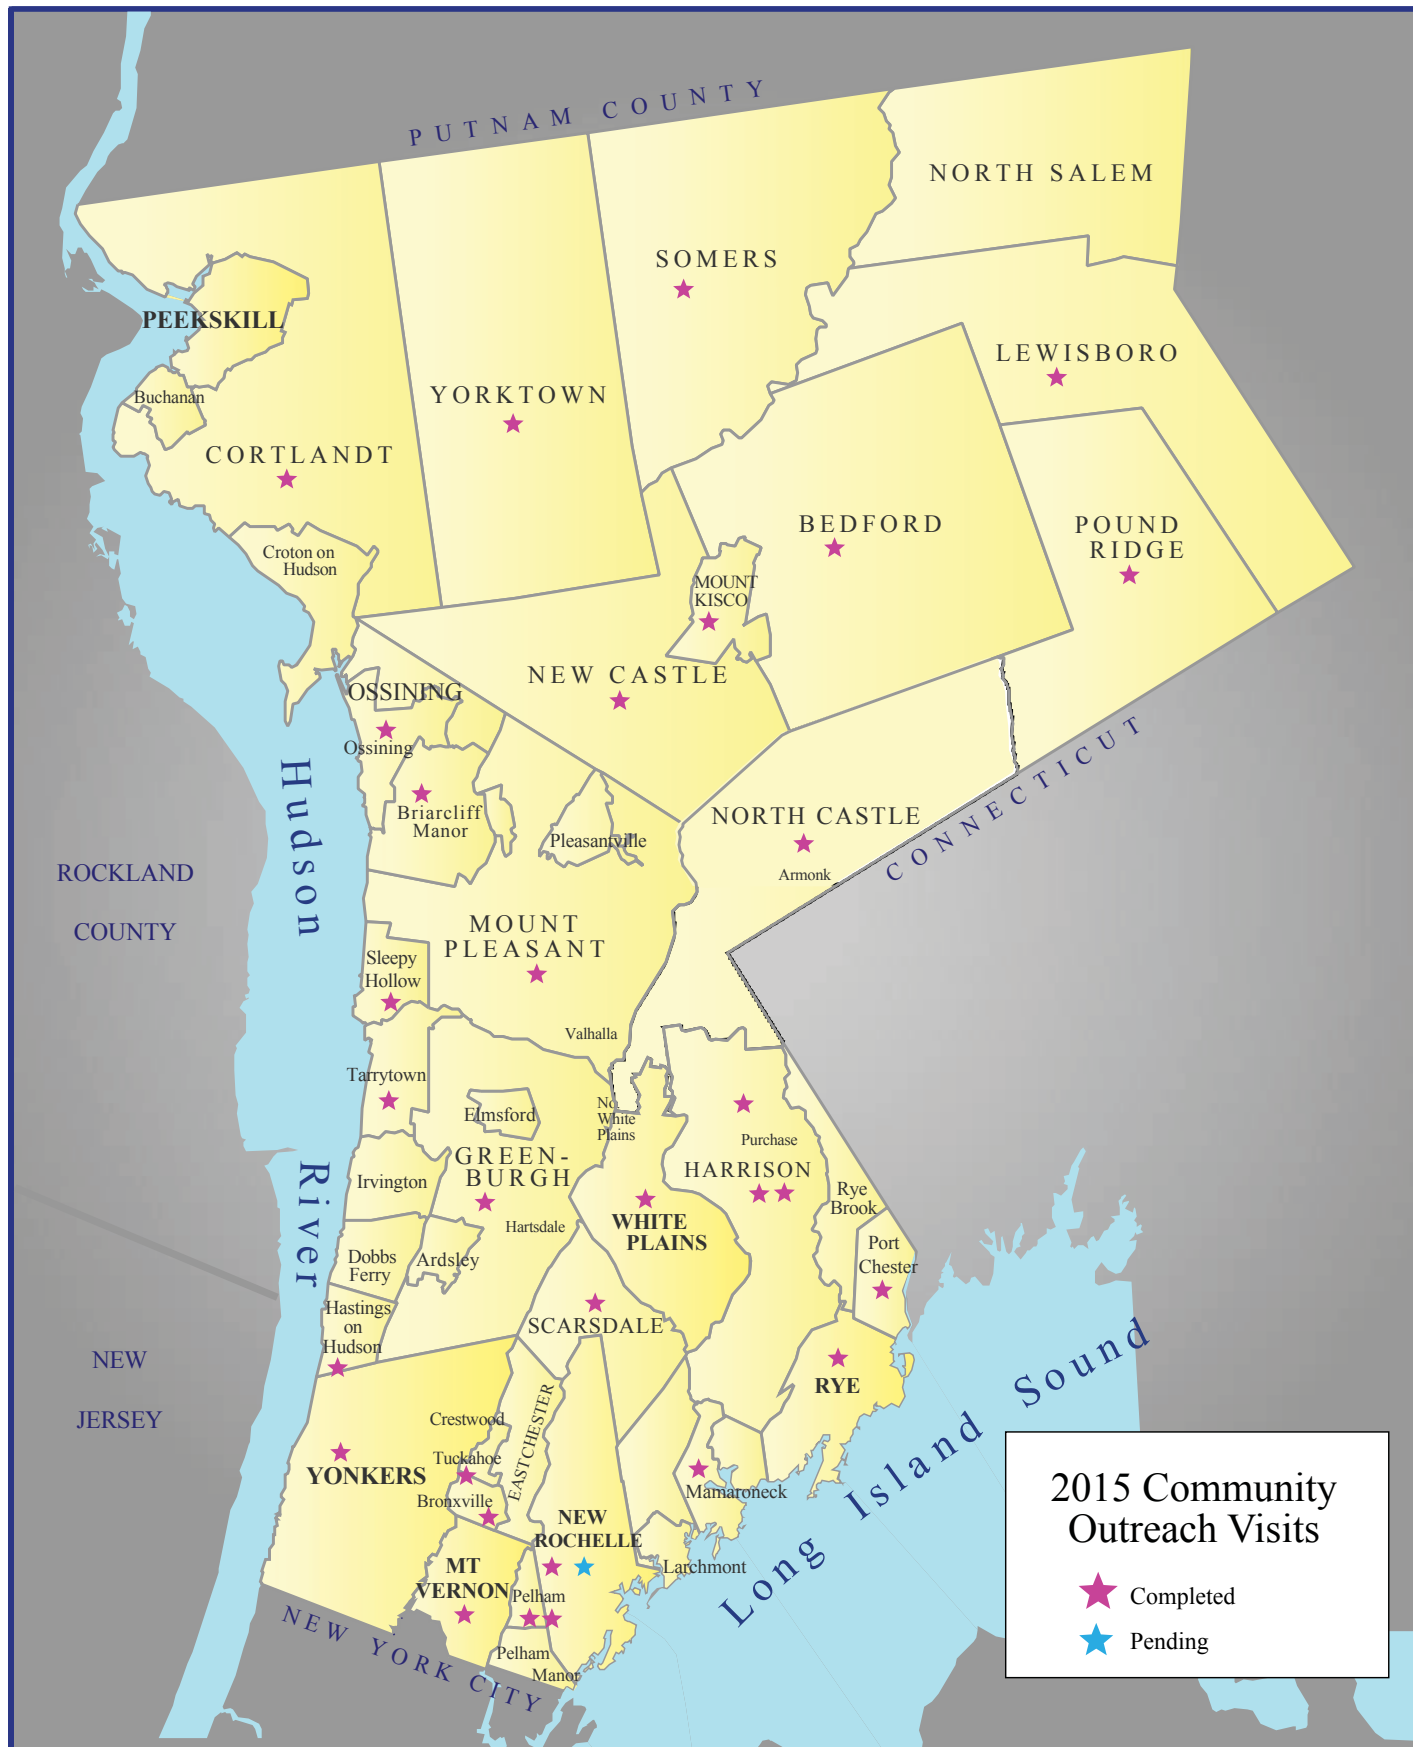 PUTNAM COUNTY
NORTH SALEM
SOMERS
PEEKSKILL
LEWISBORO
Buchanan
YORKTOWN
CORTLANDT
BEDFORD
POUND
RIDGE
Croton on
Hudson
MOUNT
KISCO
NEW CASTLE
OSSINING
Ossining
Hudson
Briarcliff
Manor
Pleasantville
NORTH CASTLE
CONNECTICUT
Armonk
ROCKLAND
COUNTY
MOUNT
PLEASANT
Sleepy
Hollow
Valhalla
Tarrytown
Elmsford
No.
White
Plains
Purchase
GREEN-
BURGH
HARRISON
Irvington
River
Rye
Brook
Hartsdale
WHITE
PLAINS
Dobbs
Ferry
Ardsley
Port
Chester
Hastings
on
Hudson
SCARSDALE
NEW
JERSEY
RYE
Long Island Sound
Crestwood
EASTCHESTER
Tuckahoe
YONKERS
Bronxville
Mamaroneck
NEW
ROCHELLE
MT
VERNON
Larchmont
Pelham
Pelham
Manor
NEW YORK CITY
2015 Community
Outreach Visits
Completed
Pending